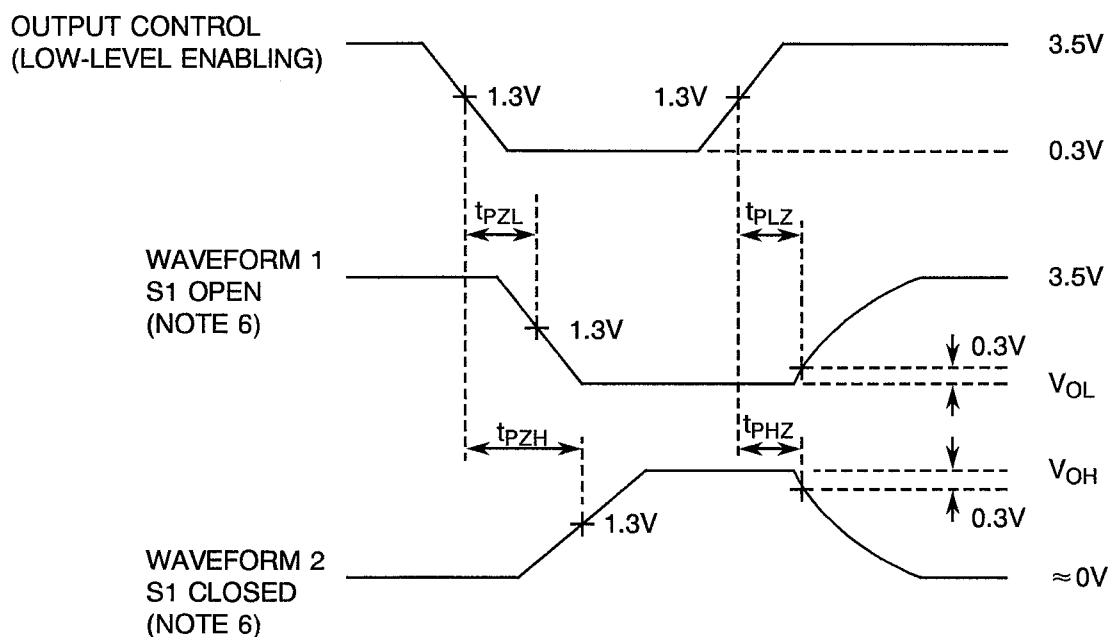 OUTPUT CONTROL
(LOW-LEVEL ENABLING)
3.5V
1.3V
1.3V
0.3V
tPZL
tPLZ
WAVEFORM 1
S1 OPEN
(NOTE 6)
3.5V
1.3V
0.3V
VOL
tPZH
tPHZ
VOH
1.3V
0.3V
WAVEFORM 2
S1 CLOSED
(NOTE 6)
≈0V